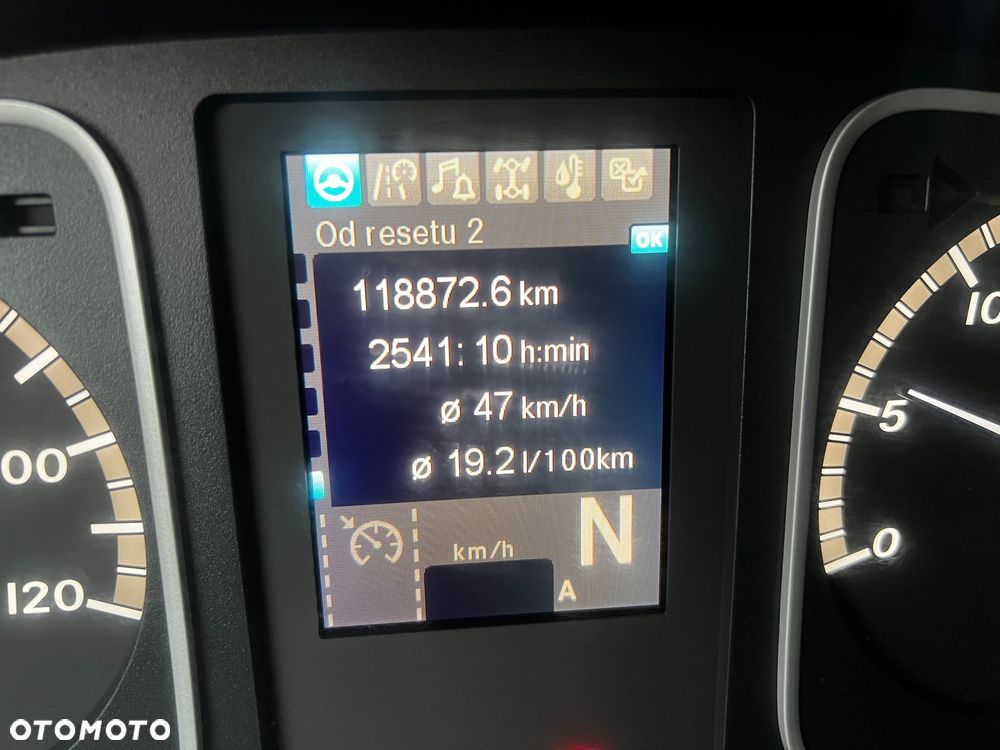 Od resetu 2
OK
118872.6 km
2541:10 h:min
ø 47 km/h
ø 19.2 l/100km
km/h
N
A
00
120
10
5
0
OTOMOTO